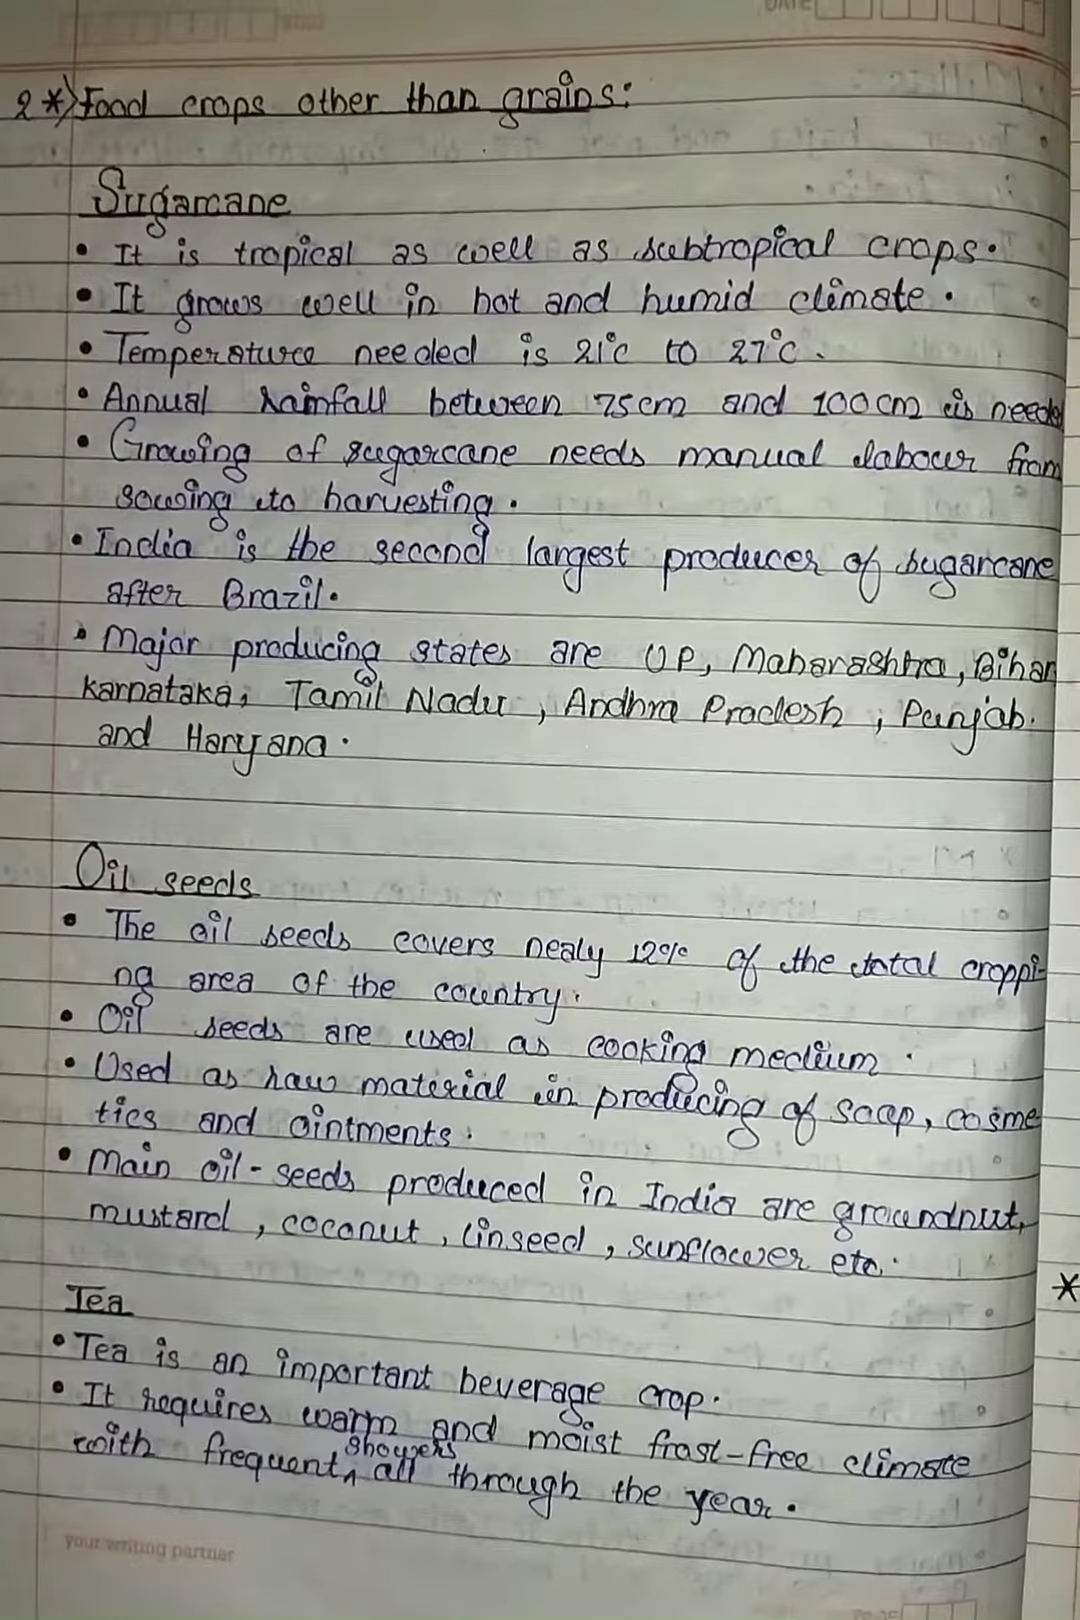 DATE
2 *) Food crops other than grains:
Sugarcane
• It is tropical as well as subtropical crops.
• It grows well in hot and humid climate.
• Temperature needed is 21°c to 27°c.
• Annual rainfall between 75cm and 100cm is neede
• Growing of sugarcane needs manual labour from
sowing to harvesting.
• India is the second largest producer of sugarcane
after Brazil.
• Major producing states are UP, Maharashtra, Bihar
Karnataka, Tamil Nadu, Andhra Pradesh, Punjab.
and Haryana.
Oil seeds
• The oil seeds covers nealy 12% of the total croppi-
ng area of the country.
• Oil seeds are used as cooking medium.
• Used as raw material in producing of soap, cosme
tics and ointments.
• Main oil-seeds produced in India are groundnut,
mustard, coconut, linseed, sunflower etc.
*
Tea
• Tea is an important beverage crop.
• It requires warm and moist frost-free climate
with frequent showers all through the year.
your writing partner